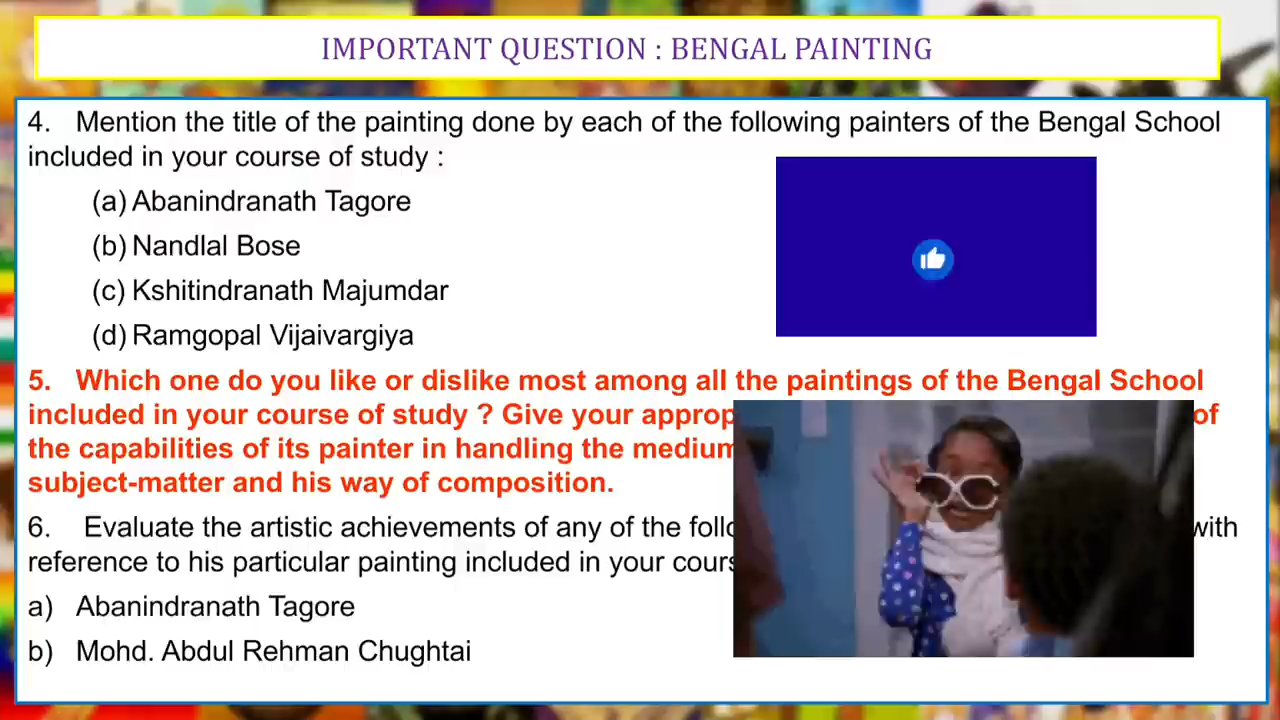 IMPORTANT QUESTION : BENGAL PAINTING
4. Mention the title of the painting done by each of the following painters of the Bengal School
included in your course of study :
(a) Abanindranath Tagore
(b) Nandlal Bose
(c) Kshitindranath Majumdar
(d) Ramgopal Vijaivargiya
5. Which one do you like or dislike most among all the paintings of the Bengal School
included in your course of study ? Give your of
the capabilities of its painter in handling the
subject-matter and his way of composition.
6. Evaluate the artistic achievements of any of the with
reference to his particular painting included in your
a) Abanindranath Tagore
b) Mohd. Abdul Rehman Chughtai